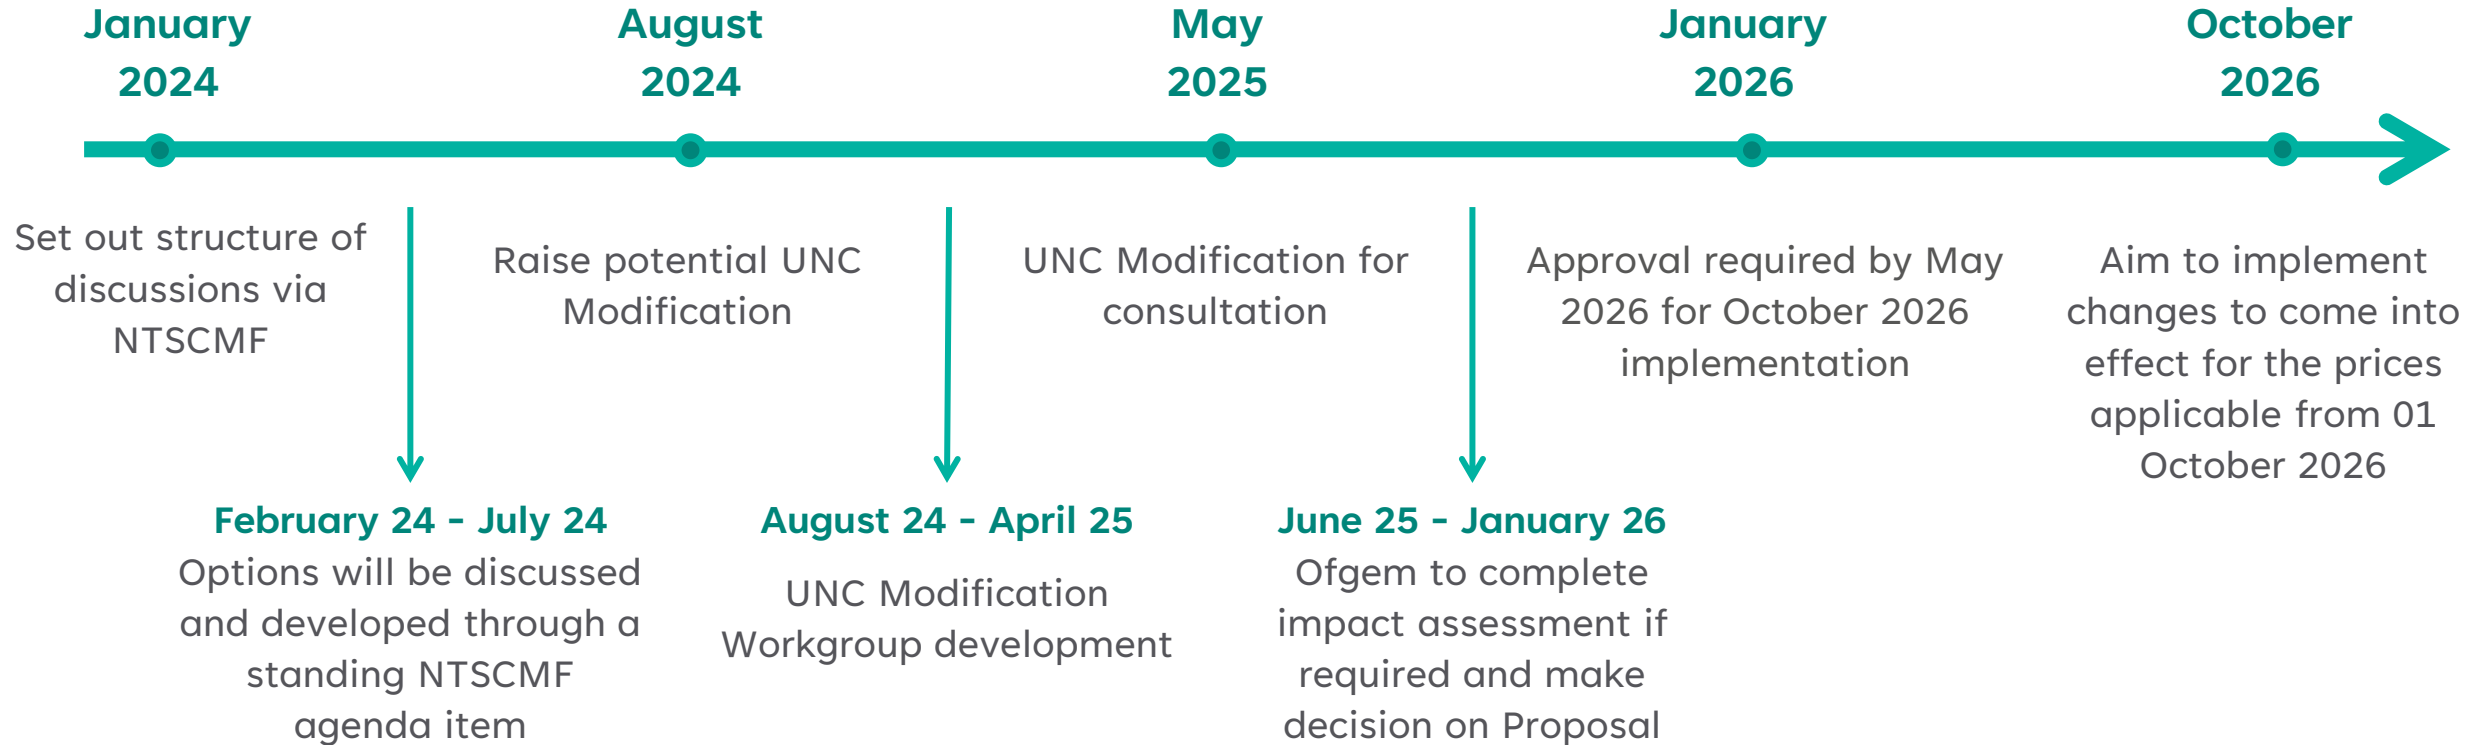 January
2024
August
2024
May
2025
January
2026
October
2026
Set out structure of
discussions via
NTSCMF
Raise potential UNC
Modification
UNC Modification for
consultation
Approval required by May
2026 for October 2026
implementation
Aim to implement
changes to come into
effect for the prices
applicable from 01
October 2026
February 24 - July 24
Options will be discussed
and developed through a
standing NTSCMF
agenda item
August 24 - April 25
UNC Modification
Workgroup development
June 25 - January 26
Ofgem to complete
impact assessment if
required and make
decision on Proposal